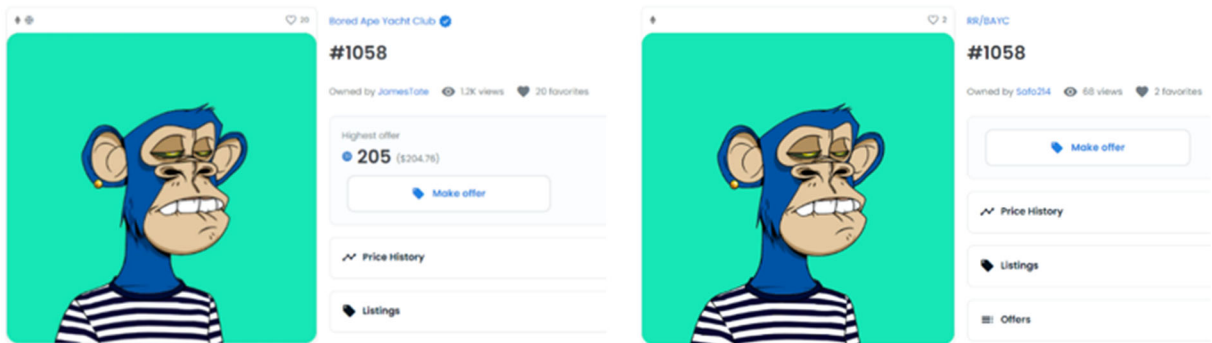 20
Bored Ape Yacht Club
#1058
Owned by JamesTate 1.2K views 20 favorites
Highest offer
205 ($204.76)
Make offer
Price History
Listings
2
RR/BAYC
#1058
Owned by Safo214 68 views 2 favorites
Make offer
Price History
Listings
Offers